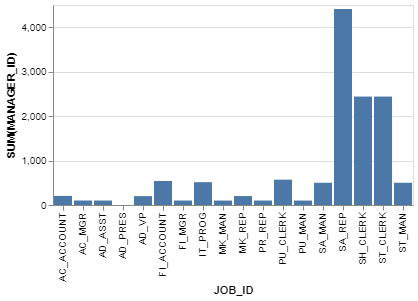 SUM(MANAGER_ID)
4,000
3,000
2,000
1,000
0
AC_ACCOUNT
AC_MGR
AD_ASST
AD_PRES
AD_VP
FI_ACCOUNT
FI_MGR
IT_PROG
MK_MAN
MK_REP
PR_REP
PU_CLERK
PU_MAN
SA_MAN
SA_REP
SH_CLERK
ST_CLERK
ST_MAN
JOB_ID